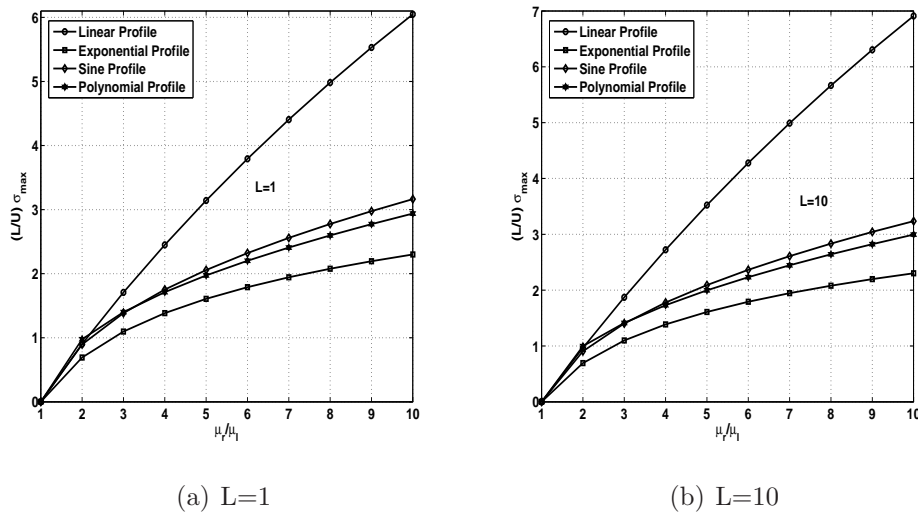 6
5
4
3
2
1
0
(L/U) σmax
Linear Profile
Exponential Profile
Sine Profile
Polynomial Profile
L=1
1 2 3 4 5 6 7 8 9 10
μr/μl
(a) L=1
7
6
5
4
3
2
1
0
(L/U) σmax
Linear Profile
Exponential Profile
Sine Profile
Polynomial Profile
L=10
1 2 3 4 5 6 7 8 9 10
μr/μl
(b) L=10